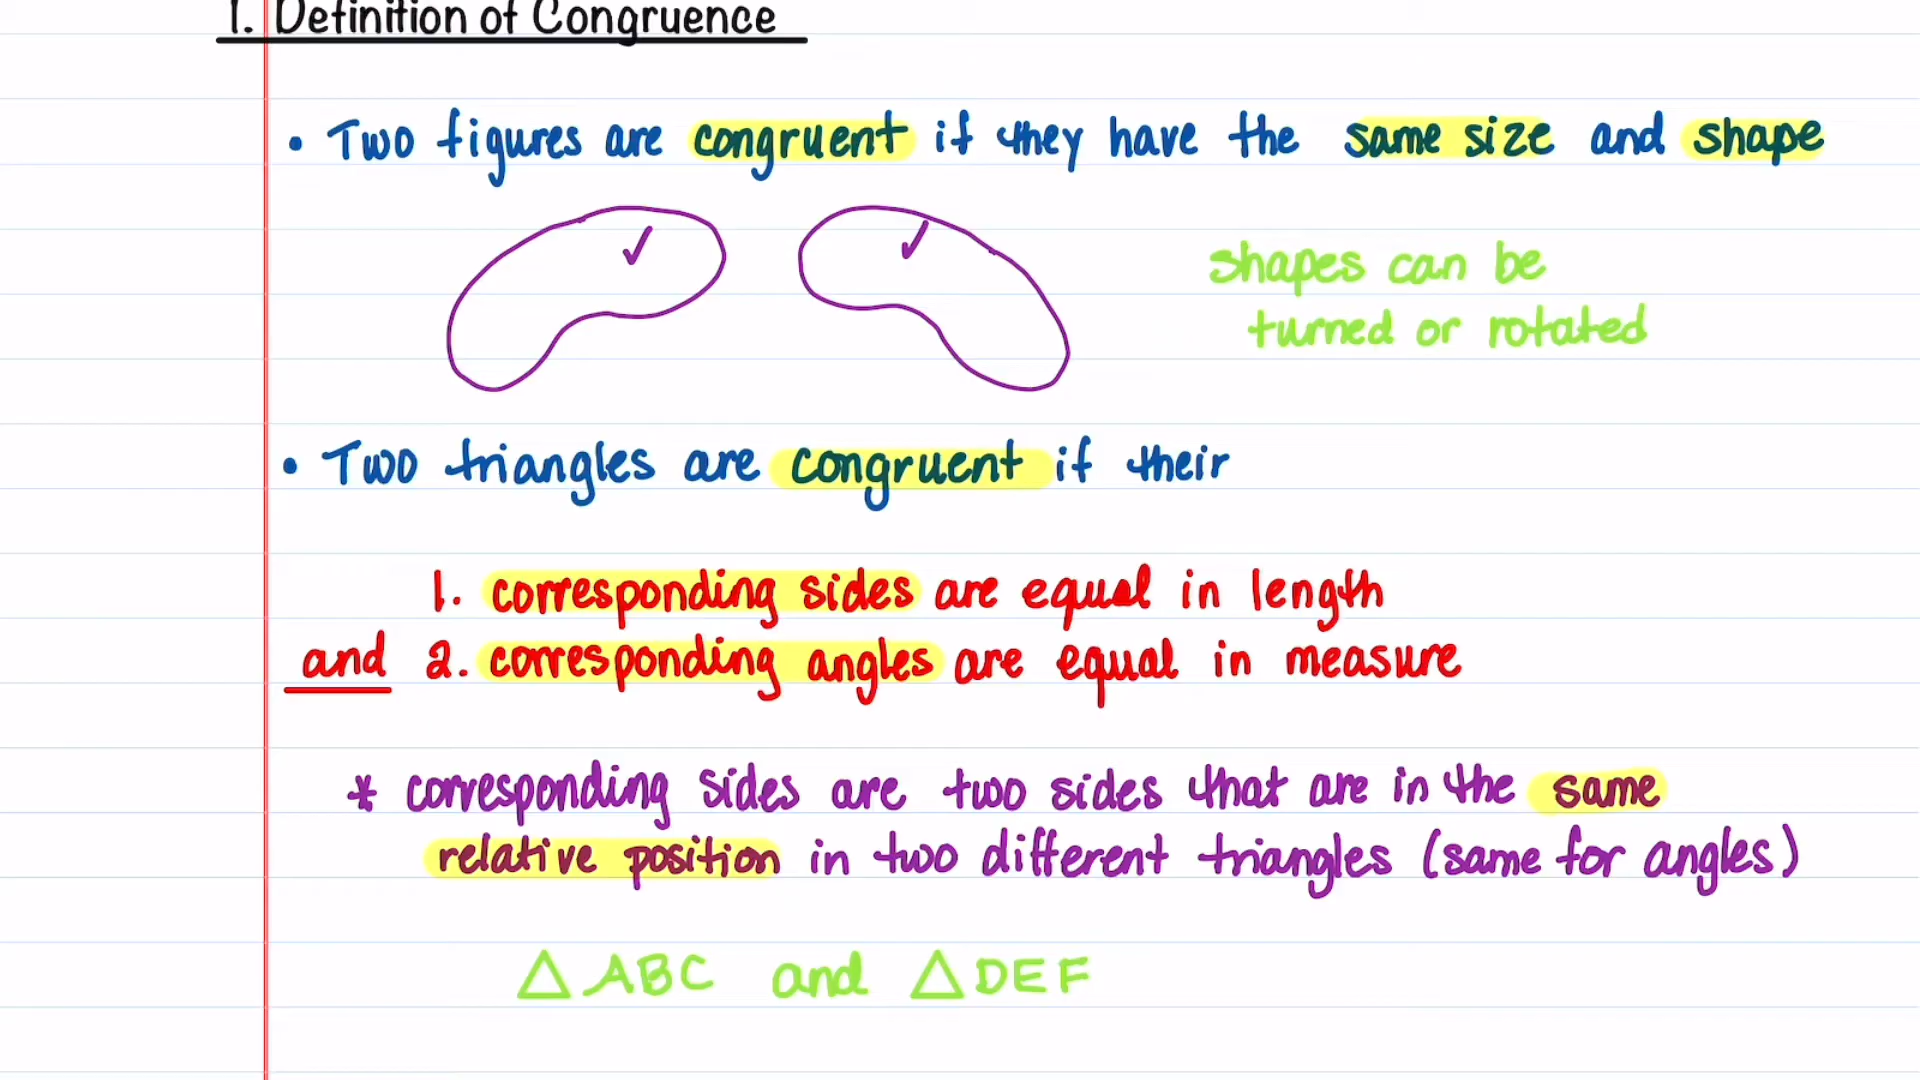 1. Definition of Congruence
• Two figures are congruent if they have the same size and shape
shapes can be
turned or rotated
• Two triangles are congruent if their
1. corresponding sides are equal in length
and 2. corresponding angles are equal in measure
* corresponding sides are two sides that are in the same
relative position in two different triangles (same for angles)
△ABC and △DEF